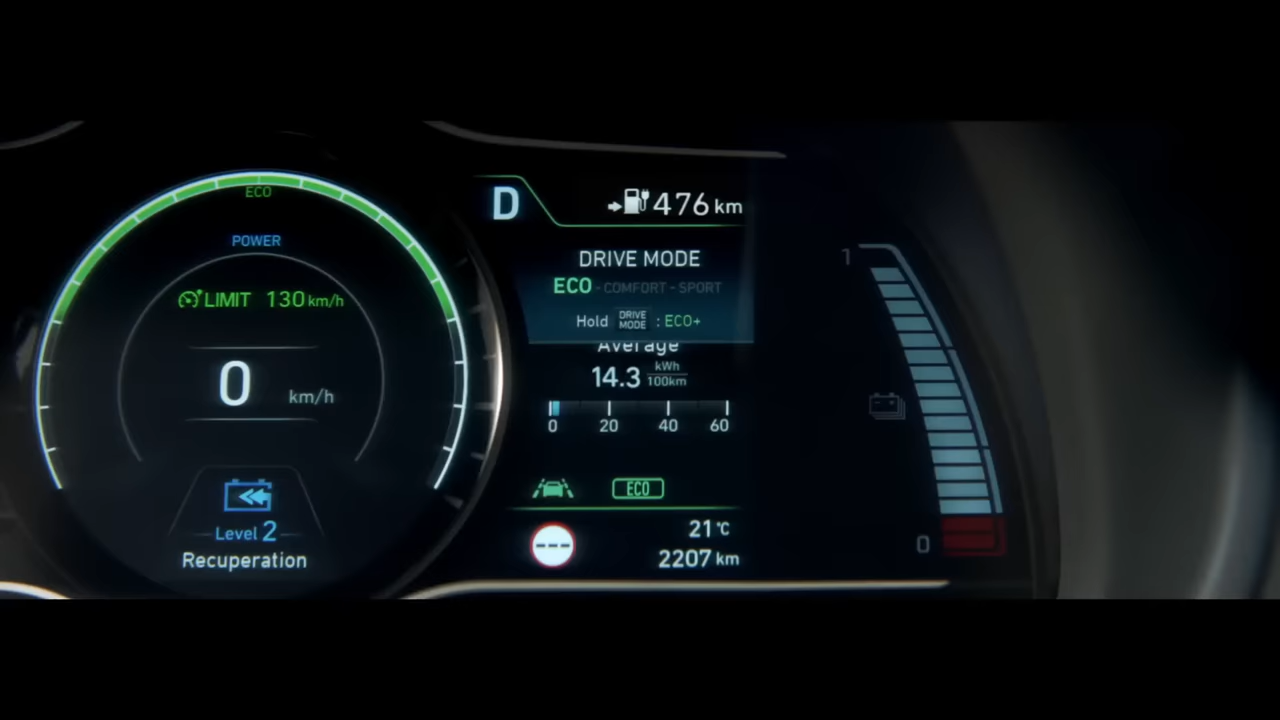 ECO
POWER
LIMIT 130 km/h
0 km/h
Level 2
Recuperation
D 476 km
DRIVE MODE
ECO - COMFORT - SPORT
Hold DRIVE MODE : ECO+
Average
14.3 kWh/100km
0 20 40 60
ECO
21 °C
2207 km
1
0